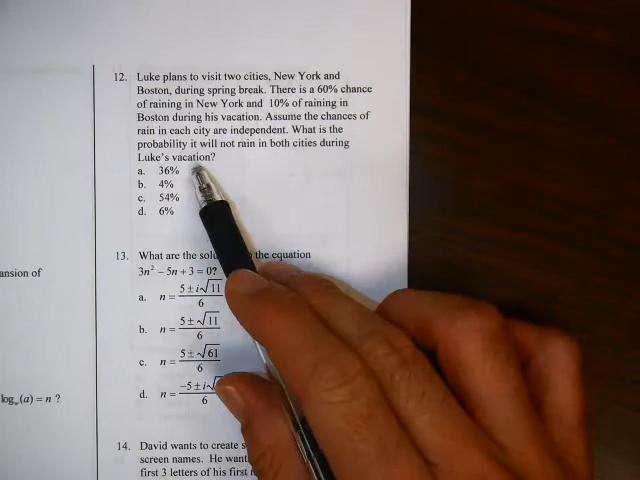 12. Luke plans to visit two cities, New York and
Boston, during spring break. There is a 60% chance
of raining in New York and 10% of raining in
Boston during his vacation. Assume the chances of
rain in each city are independent. What is the
probability it will not rain in both cities during
Luke's vacation?
a. 36%
b. 4%
c. 54%
d. 6%
13. What are the the equation
3n² − 5n + 3 = 0?
a. n = (5 ± i√11)/6
b. n = (5 ± √11)/6
c. n = (5 ± √61)/6
d. n = −5 ± i√ 6
14. David wants to create
screen names. He
first 3 letters of his first
ansion of
(a) = n ?